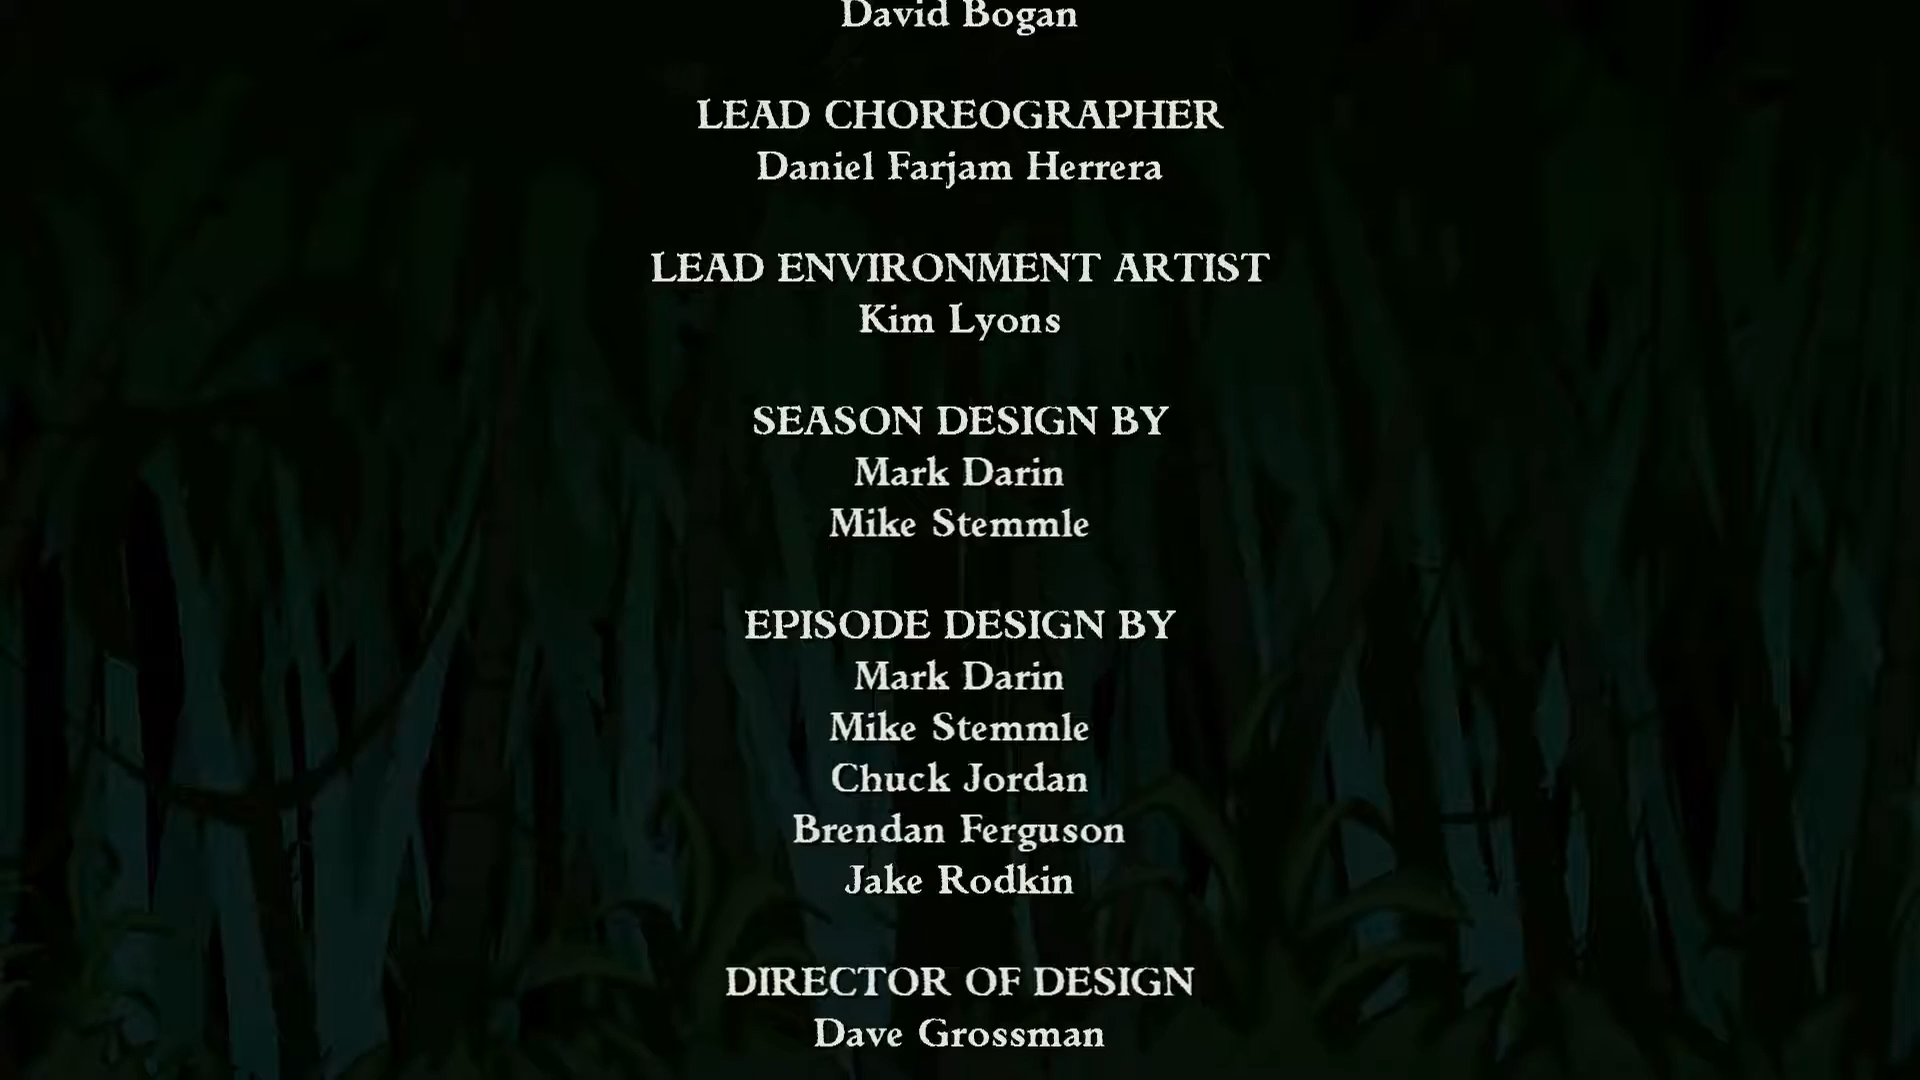 David Bogan
LEAD CHOREOGRAPHER
Daniel Farjam Herrera
LEAD ENVIRONMENT ARTIST
Kim Lyons
SEASON DESIGN BY
Mark Darin
Mike Stemmle
EPISODE DESIGN BY
Mark Darin
Mike Stemmle
Chuck Jordan
Brendan Ferguson
Jake Rodkin
DIRECTOR OF DESIGN
Dave Grossman